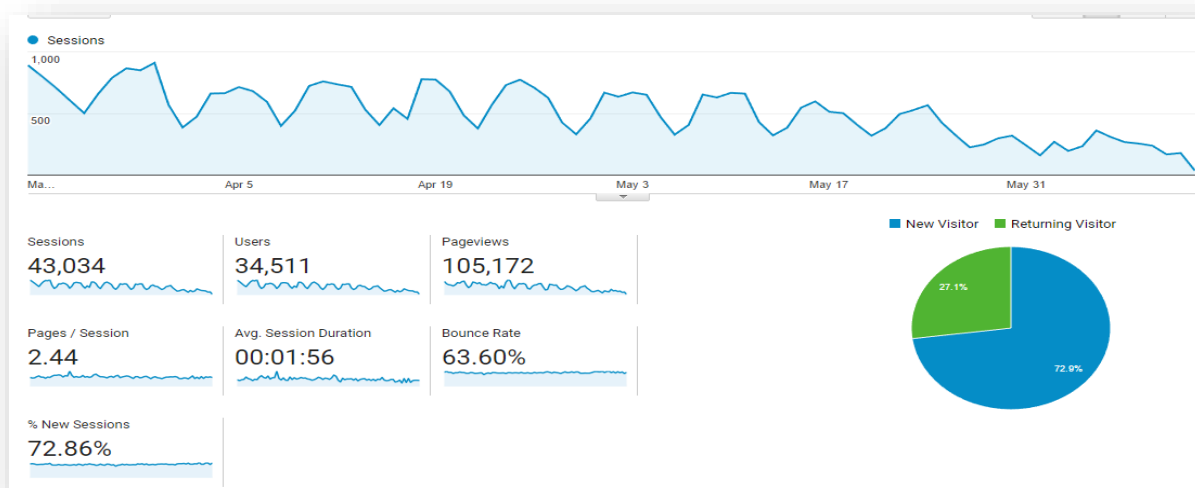 Sessions
1,000
500
Ma... Apr 5 Apr 19 May 3 May 17 May 31
New Visitor Returning Visitor
Sessions Users Pageviews
43,034 34,511 105,172
27.1%
Pages / Session Avg. Session Duration Bounce Rate
2.44 00:01:56 63.60%
72.9%
% New Sessions
72.86%